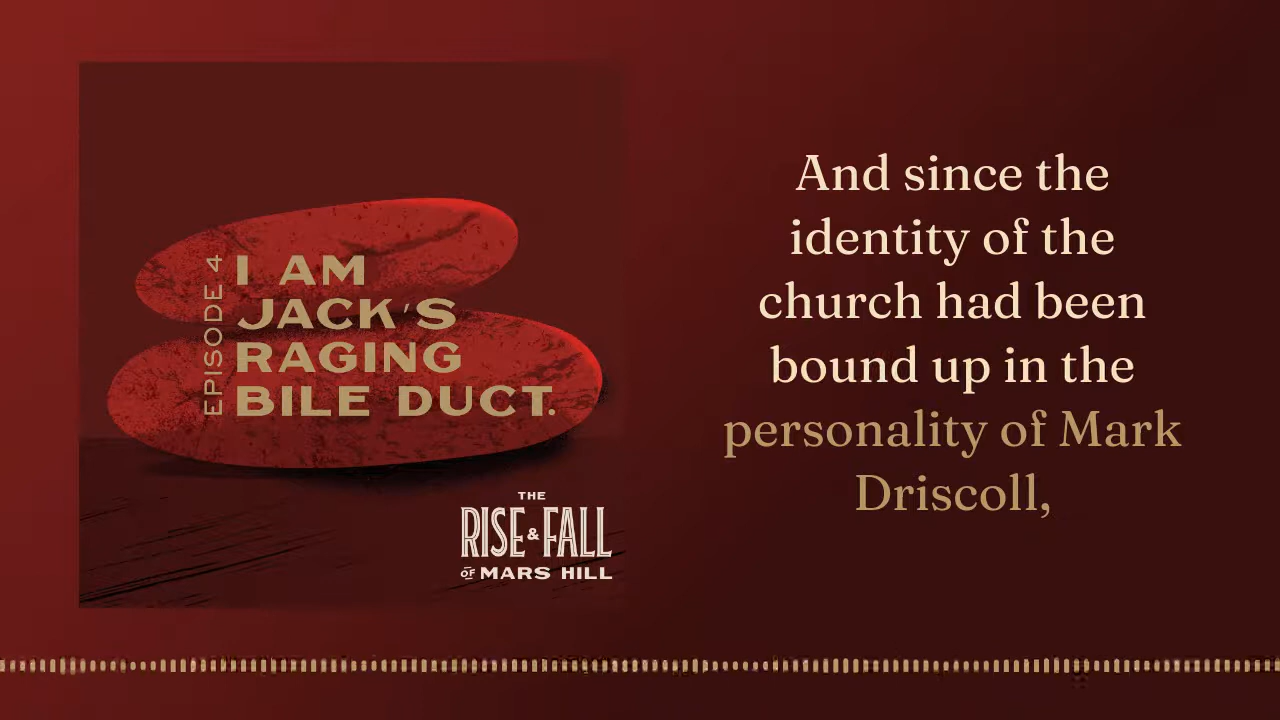 EPISODE 4
I AM
JACK'S
RAGING
BILE DUCT.
THE
RISE & FALL
OF MARS HILL
And since the
identity of the
church had been
bound up in the
personality of Mark
Driscoll,